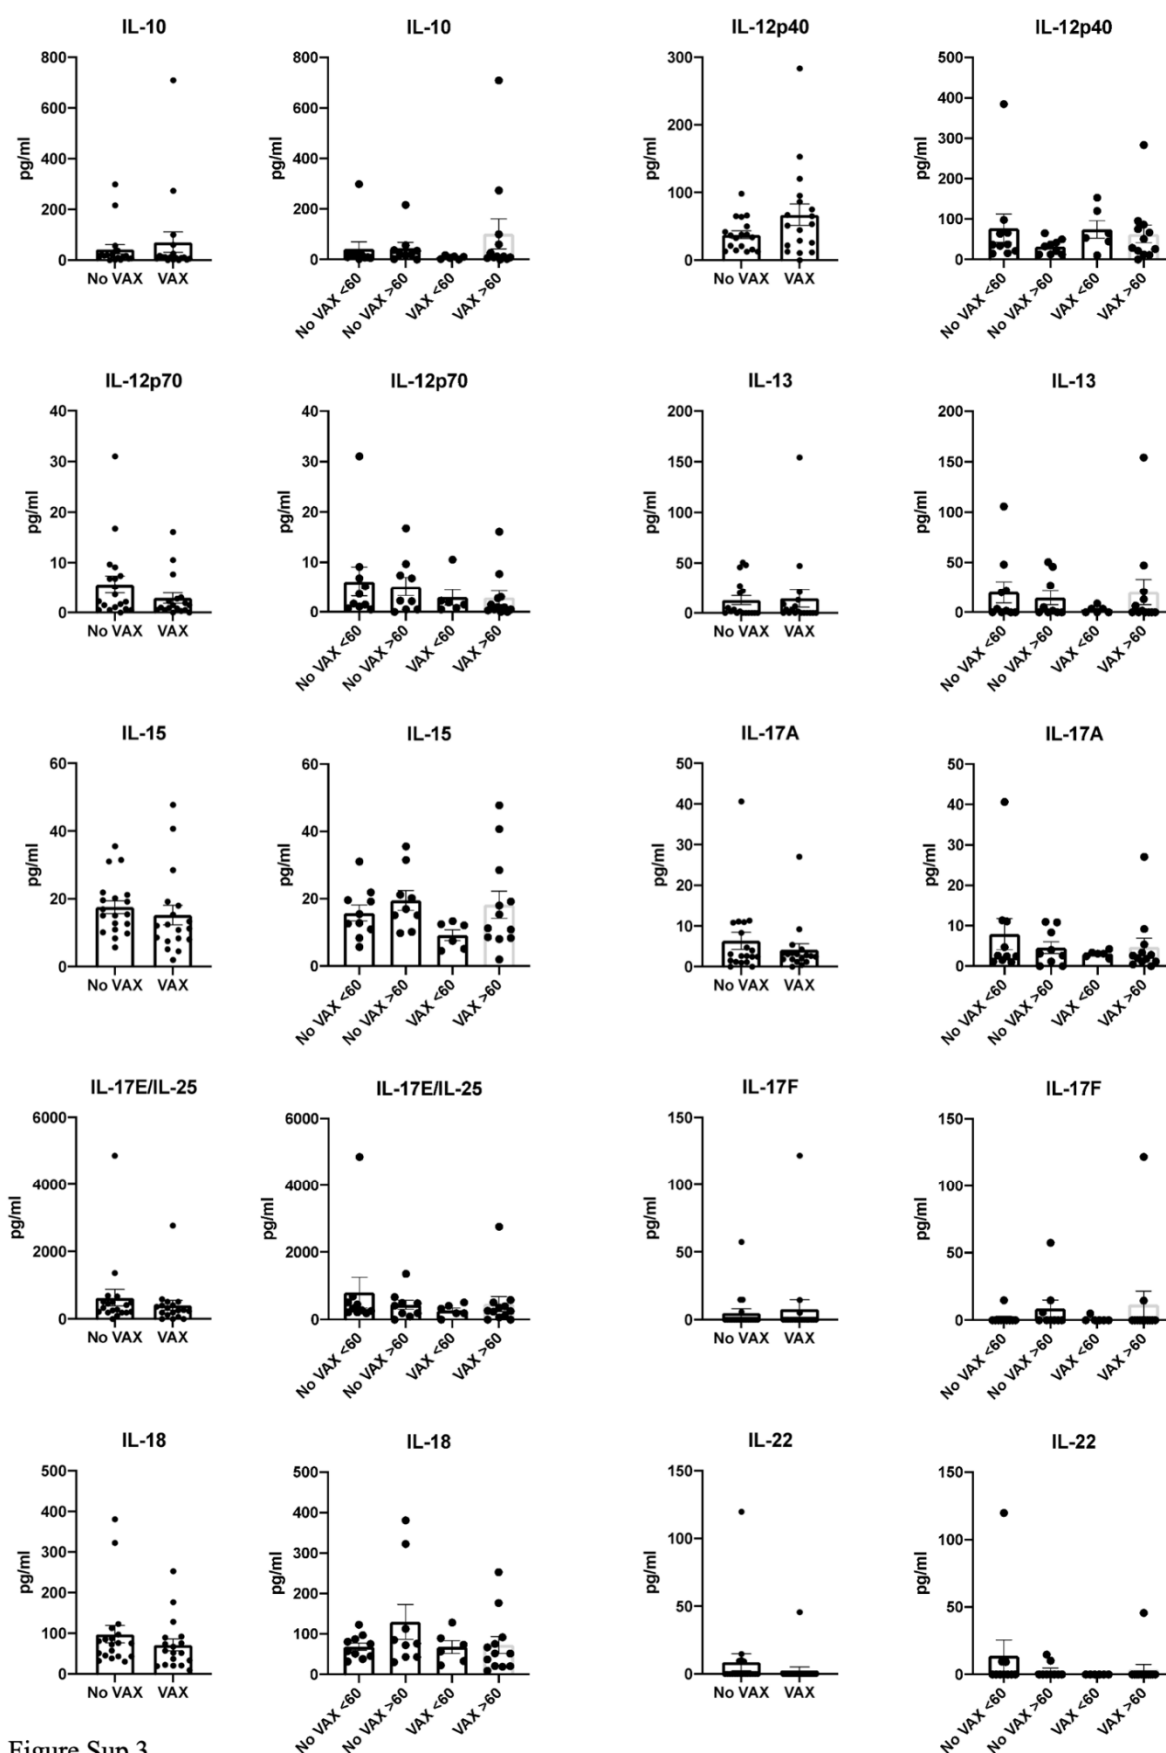 IL-10
800
600
400
200
0
pg/ml
No VAX VAX
IL-10
800
600
400
200
0
pg/ml
No VAX <60 No VAX >60 VAX <60 VAX >60
IL-12p40
300
200
100
0
pg/ml
No VAX VAX
IL-12p40
500
400
300
200
100
0
pg/ml
No VAX <60 No VAX >60 VAX <60 VAX >60
IL-12p70
40
30
20
10
0
pg/ml
No VAX VAX
IL-12p70
40
30
20
10
0
pg/ml
No VAX <60 No VAX >60 VAX <60 VAX >60
IL-13
200
150
100
50
0
pg/ml
No VAX VAX
IL-13
200
150
100
50
0
pg/ml
No VAX <60 No VAX >60 VAX <60 VAX >60
IL-15
60
40
20
0
pg/ml
No VAX VAX
IL-15
60
40
20
0
pg/ml
No VAX <60 No VAX >60 VAX <60 VAX >60
IL-17A
50
40
30
20
10
0
pg/ml
No VAX VAX
IL-17A
50
40
30
20
10
0
pg/ml
No VAX <60 No VAX >60 VAX <60 VAX >60
IL-17E/IL-25
6000
4000
2000
0
pg/ml
No VAX VAX
IL-17E/IL-25
6000
4000
2000
0
pg/ml
No VAX <60 No VAX >60 VAX <60 VAX >60
IL-17F
150
100
50
0
pg/ml
No VAX VAX
IL-17F
150
100
50
0
pg/ml
No VAX <60 No VAX >60 VAX <60 VAX >60
IL-18
500
400
300
200
100
0
pg/ml
No VAX VAX
IL-18
500
400
300
200
100
0
pg/ml
No VAX <60 No VAX >60 VAX <60 VAX >60
IL-22
150
100
50
0
pg/ml
No VAX VAX
IL-22
150
100
50
0
pg/ml
No VAX <60 No VAX >60 VAX <60 VAX >60
Figure Sup 3